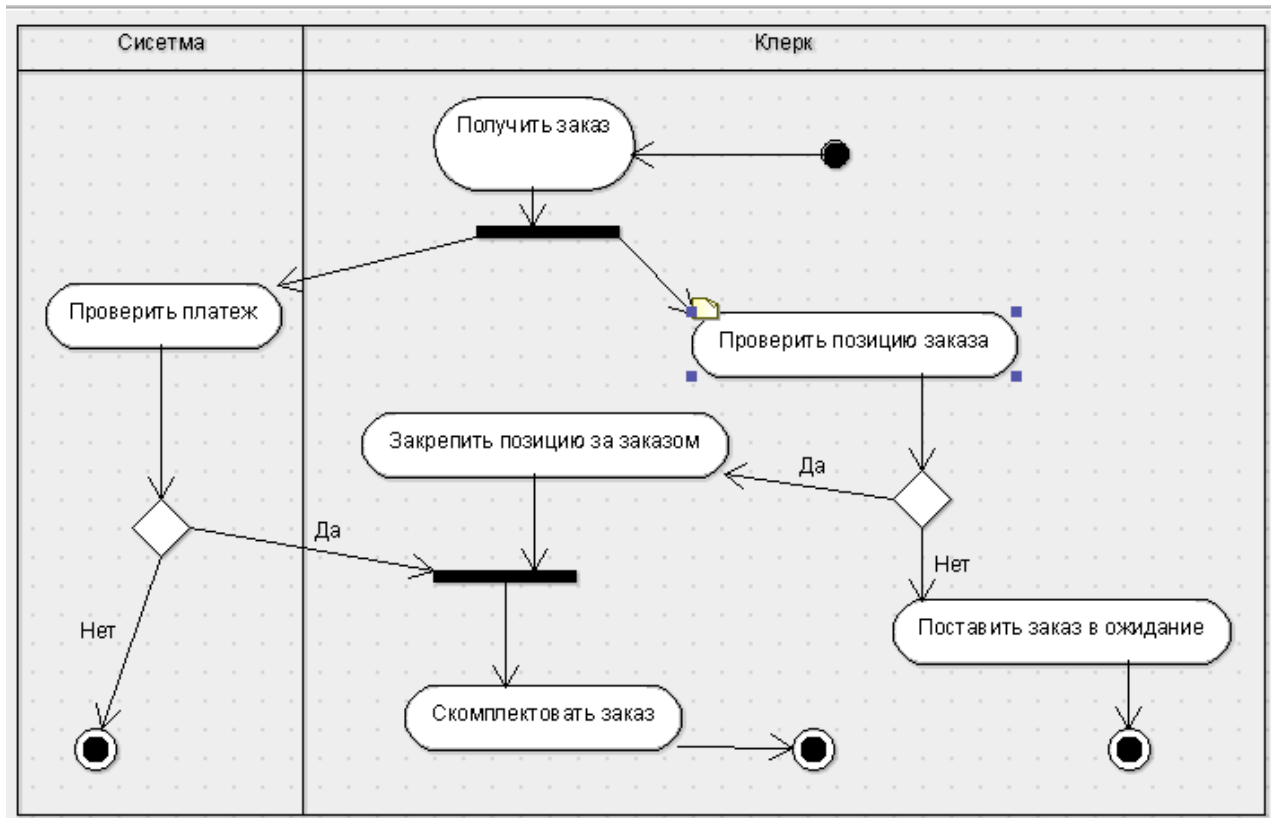 Сисетма
Клерк
Получить заказ
Проверить платеж
Проверить позицию заказа
Закрепить позицию за заказом
Да
Да
Нет
Нет
Поставить заказ в ожидание
Скомплектовать заказ